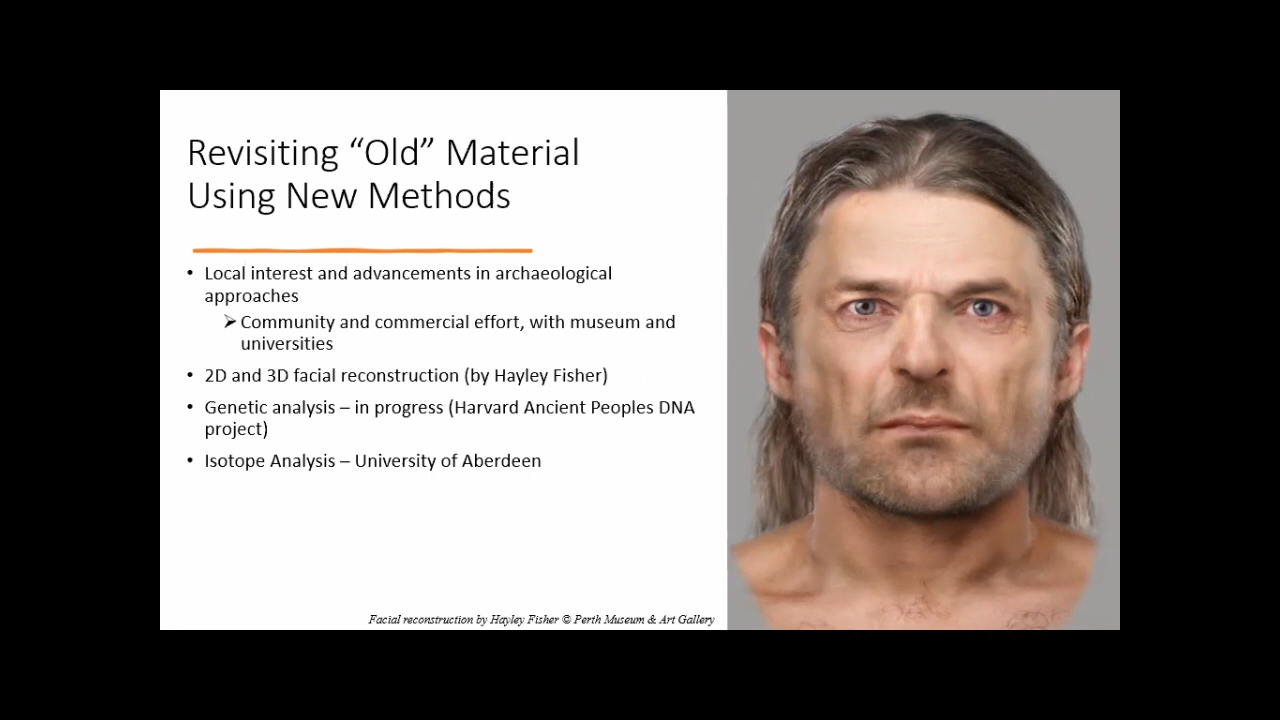 Revisiting “Old” Material
Using New Methods
• Local interest and advancements in archaeological
approaches
➢ Community and commercial effort, with museum and
universities
• 2D and 3D facial reconstruction (by Hayley Fisher)
• Genetic analysis – in progress (Harvard Ancient Peoples DNA
project)
• Isotope Analysis – University of Aberdeen
Facial reconstruction by Hayley Fisher © Perth Museum & Art Gallery